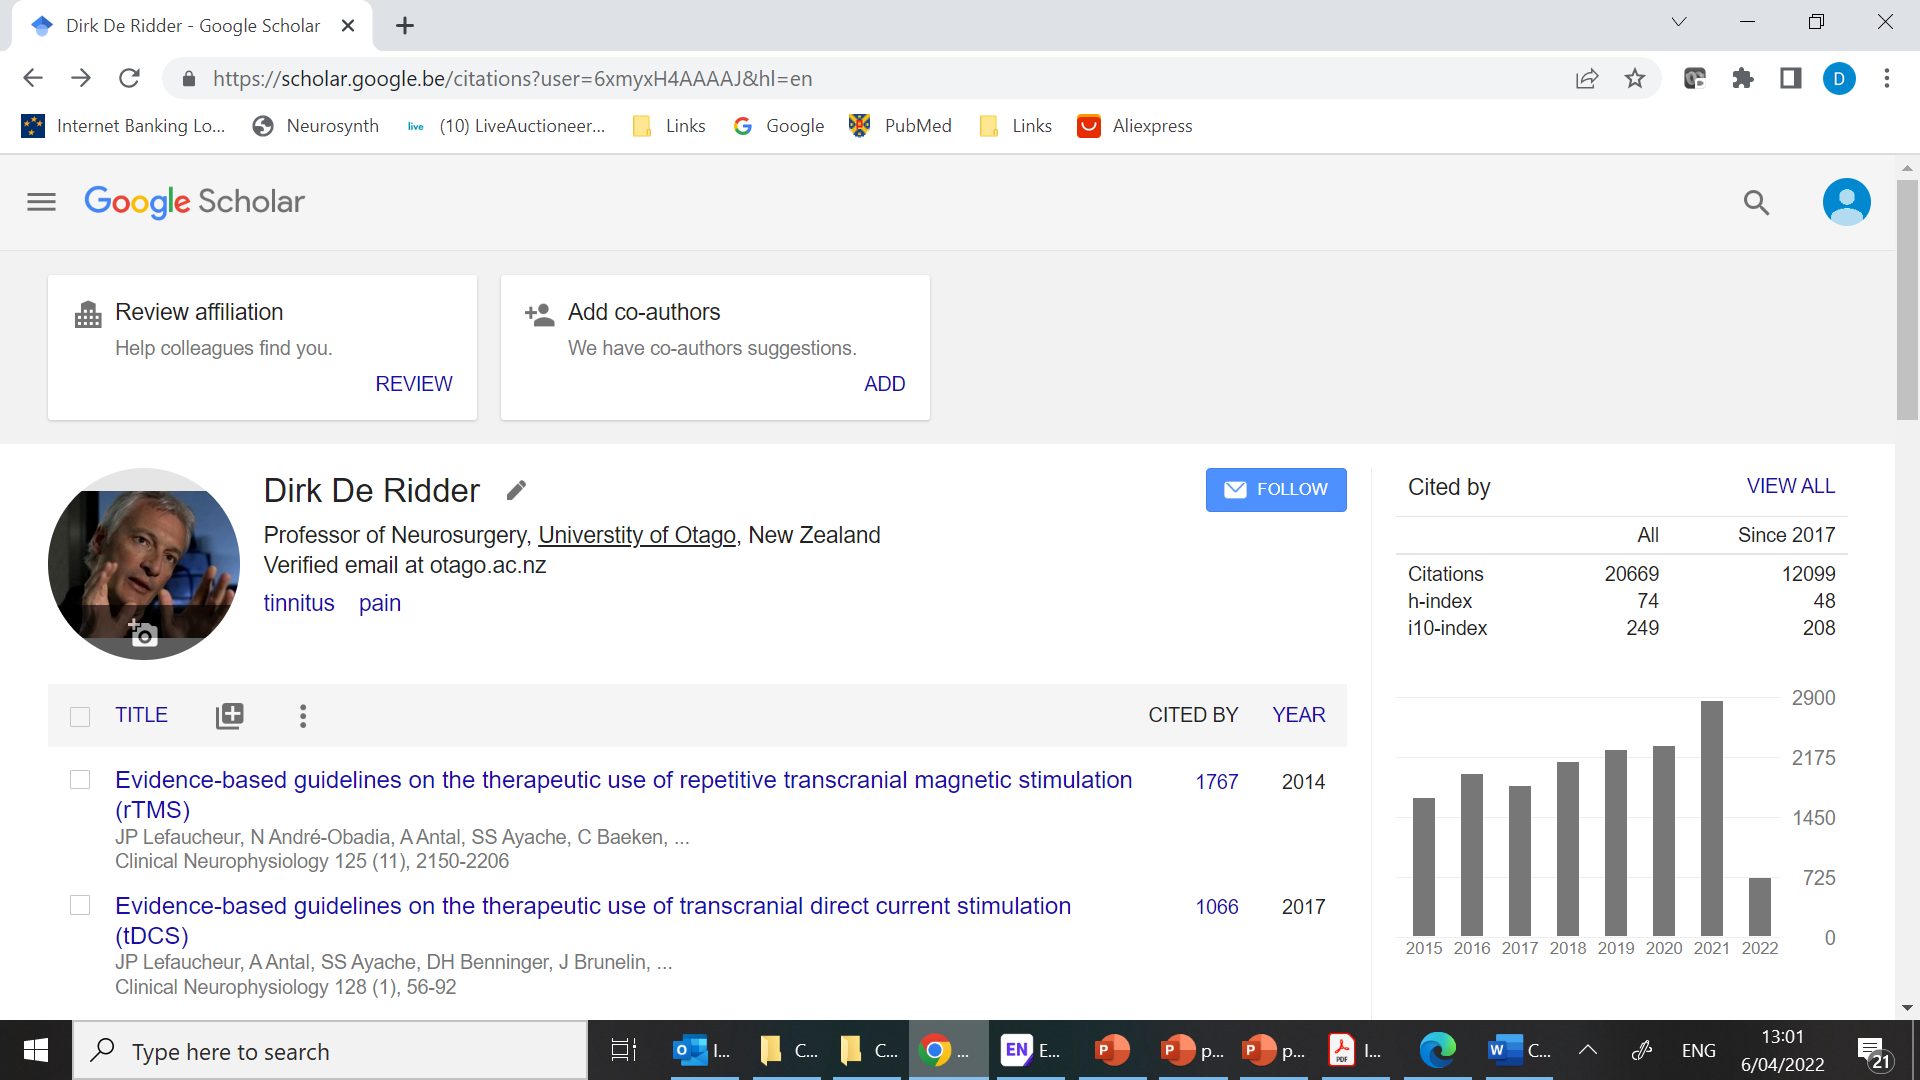 Dirk De Ridder - Google Scholar
https://scholar.google.be/citations?user=6xmyxH4AAAAJ&hl=en
D
Internet Banking Lo...
Neurosynth
live (10) LiveAuctioneer...
Links
Google
PubMed
Links
Aliexpress
Google Scholar
Review affiliation
Help colleagues find you.
REVIEW
Add co-authors
We have co-authors suggestions.
ADD
Dirk De Ridder
Professor of Neurosurgery, Universtity of Otago, New Zealand
Verified email at otago.ac.nz
tinnitus pain
FOLLOW
Cited by VIEW ALL
All Since 2017
Citations 20669 12099
h-index 74 48
i10-index 249 208
2900
2175
1450
725
0
2015 2016 2017 2018 2019 2020 2021 2022
TITLE CITED BY YEAR
Evidence-based guidelines on the therapeutic use of repetitive transcranial magnetic stimulation 1767 2014
(rTMS)
JP Lefaucheur, N André-Obadia, A Antal, SS Ayache, C Baeken, ...
Clinical Neurophysiology 125 (11), 2150-2206
Evidence-based guidelines on the therapeutic use of transcranial direct current stimulation 1066 2017
(tDCS)
JP Lefaucheur, A Antal, SS Ayache, DH Benninger, J Brunelin, ...
Clinical Neurophysiology 128 (1), 56-92
Type here to search
I...
C...
C...
...
EN E...
P
P p...
P p...
PDF I...
W C...
ENG
13:01
6/04/2022
21